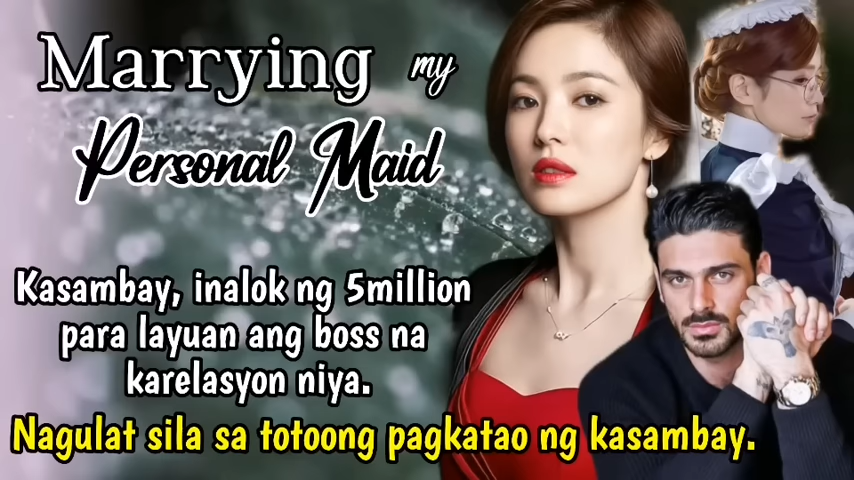 Marrying my
Personal Maid
Kasambay, inalok ng 5million
para layuan ang boss na
karelasyon niya.
Nagulat sila sa totoong pagkatao ng kasambay.